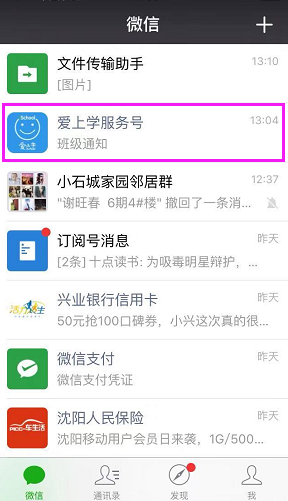 微信
文件传输助手 13:10
[图片]
School
爱上学
爱上学服务号 13:04
班级通知
小石城家园邻居群 12:37
"谢旺春 6期4#楼" 撤回了一条消...
订阅号消息 昨天
[2条] 十点读书: 为吸毒明星辩护，...
兴业银行信用卡 昨天
50元抢100口碑券，小兴这次真的很...
微信支付 昨天
微信支付凭证
PICC-车生活
沈阳人民保险 昨天
沈阳移动用户会员日来袭，1G/500...
微信 通讯录 发现 我